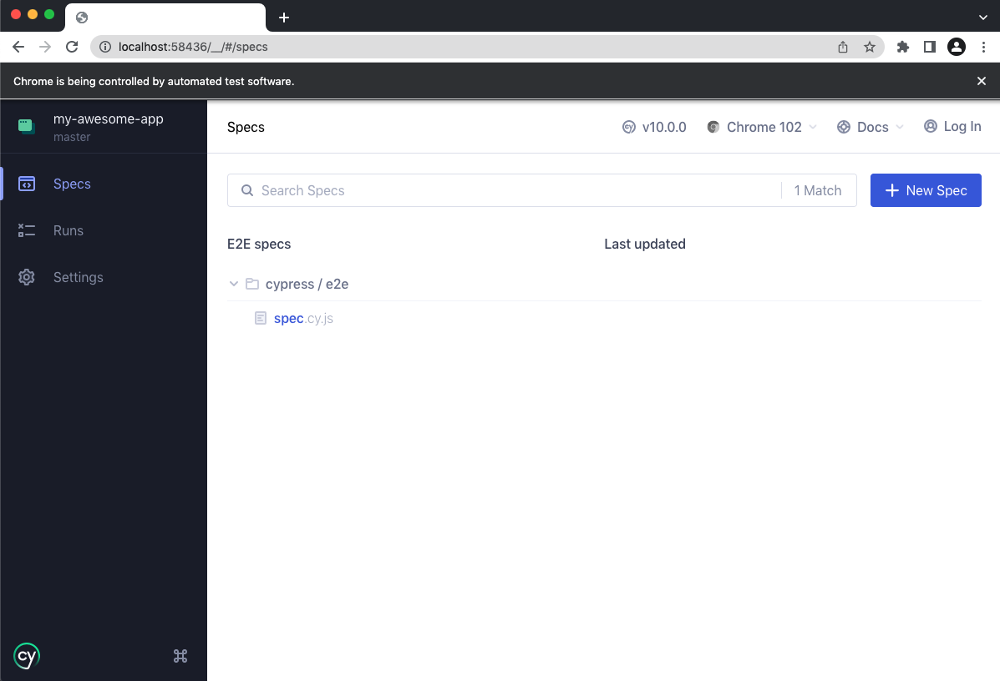 localhost:58436/__/#/specs
Chrome is being controlled by automated test software.
my-awesome-app
master
Specs
Runs
Settings
cy
Specs
cy v10.0.0
Chrome 102
Docs
Log In
Search Specs
1 Match
New Spec
E2E specs
Last updated
cypress / e2e
spec.cy.js